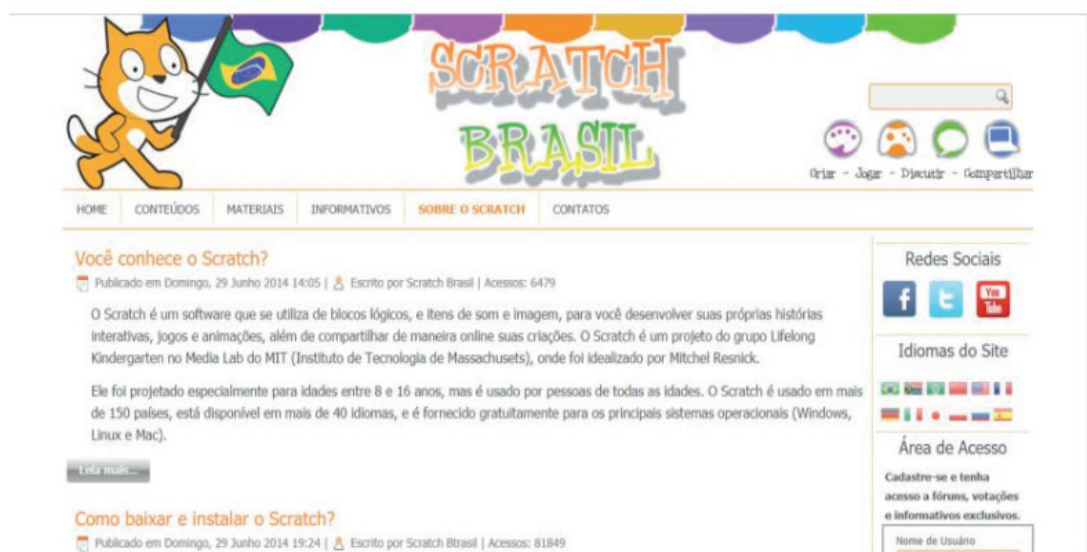 SCRATCH
BRASIL
Criar - Jogar - Discutir - Compartilhar
HOME CONTEÚDOS MATERIAIS INFORMATIVOS SOBRE O SCRATCH CONTATOS
Você conhece o Scratch?
Publicado em Domingo, 29 Junho 2014 14:05 | Escrito por Scratch Brasil | Acessos: 6479
O Scratch é um software que se utiliza de blocos lógicos, e itens de som e imagem, para você desenvolver suas próprias histórias
interativas, jogos e animações, além de compartilhar de maneira online suas criações. O Scratch é um projeto do grupo Lifelong
Kindergarten no Media Lab do MIT (Instituto de Tecnologia de Massachusets), onde foi idealizado por Mitchel Resnick.
Ele foi projetado especialmente para idades entre 8 e 16 anos, mas é usado por pessoas de todas as idades. O Scratch é usado em mais
de 150 países, está disponível em mais de 40 idiomas, e é fornecido gratuitamente para os principais sistemas operacionais (Windows,
Linux e Mac).
Leia mais...
Como baixar e instalar o Scratch?
Publicado em Domingo, 29 Junho 2014 19:24 | Escrito por Scratch Btrasil | Acessos: 81849
Redes Sociais
f t You
Tube
Idiomas do Site
Área de Acesso
Cadastre-se e tenha
acesso a fóruns, votações
e informativos exclusivos.
Nome de Usuário